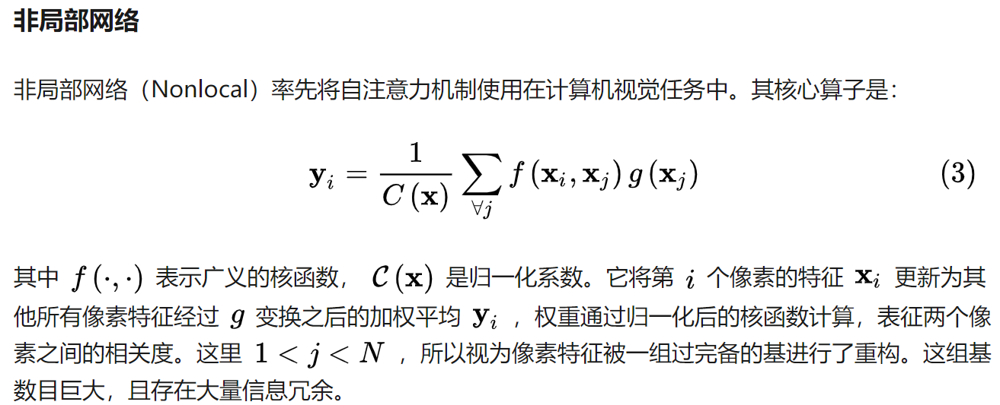 非局部网络
非局部网络（Nonlocal）率先将自注意力机制使用在计算机视觉任务中。其核心算子是：
$$\mathbf{y}_i = \frac{1}{C(\mathbf{x})} \sum_{\forall j} f(\mathbf{x}_i, \mathbf{x}_j) g(\mathbf{x}_j) \quad (3)$$
其中 $f(\cdot,\cdot)$ 表示广义的核函数， $\mathcal{C}(\mathbf{x})$ 是归一化系数。它将第 $i$ 个像素的特征 $\mathbf{x}_i$ 更新为其
他所有像素特征经过 $g$ 变换之后的加权平均 $\mathbf{y}_i$ ，权重通过归一化后的核函数计算，表征两个像
素之间的相关度。这里 $1 < j < N$ ，所以视为像素特征被一组过完备的基进行了重构。这组基
数目巨大，且存在大量信息冗余。